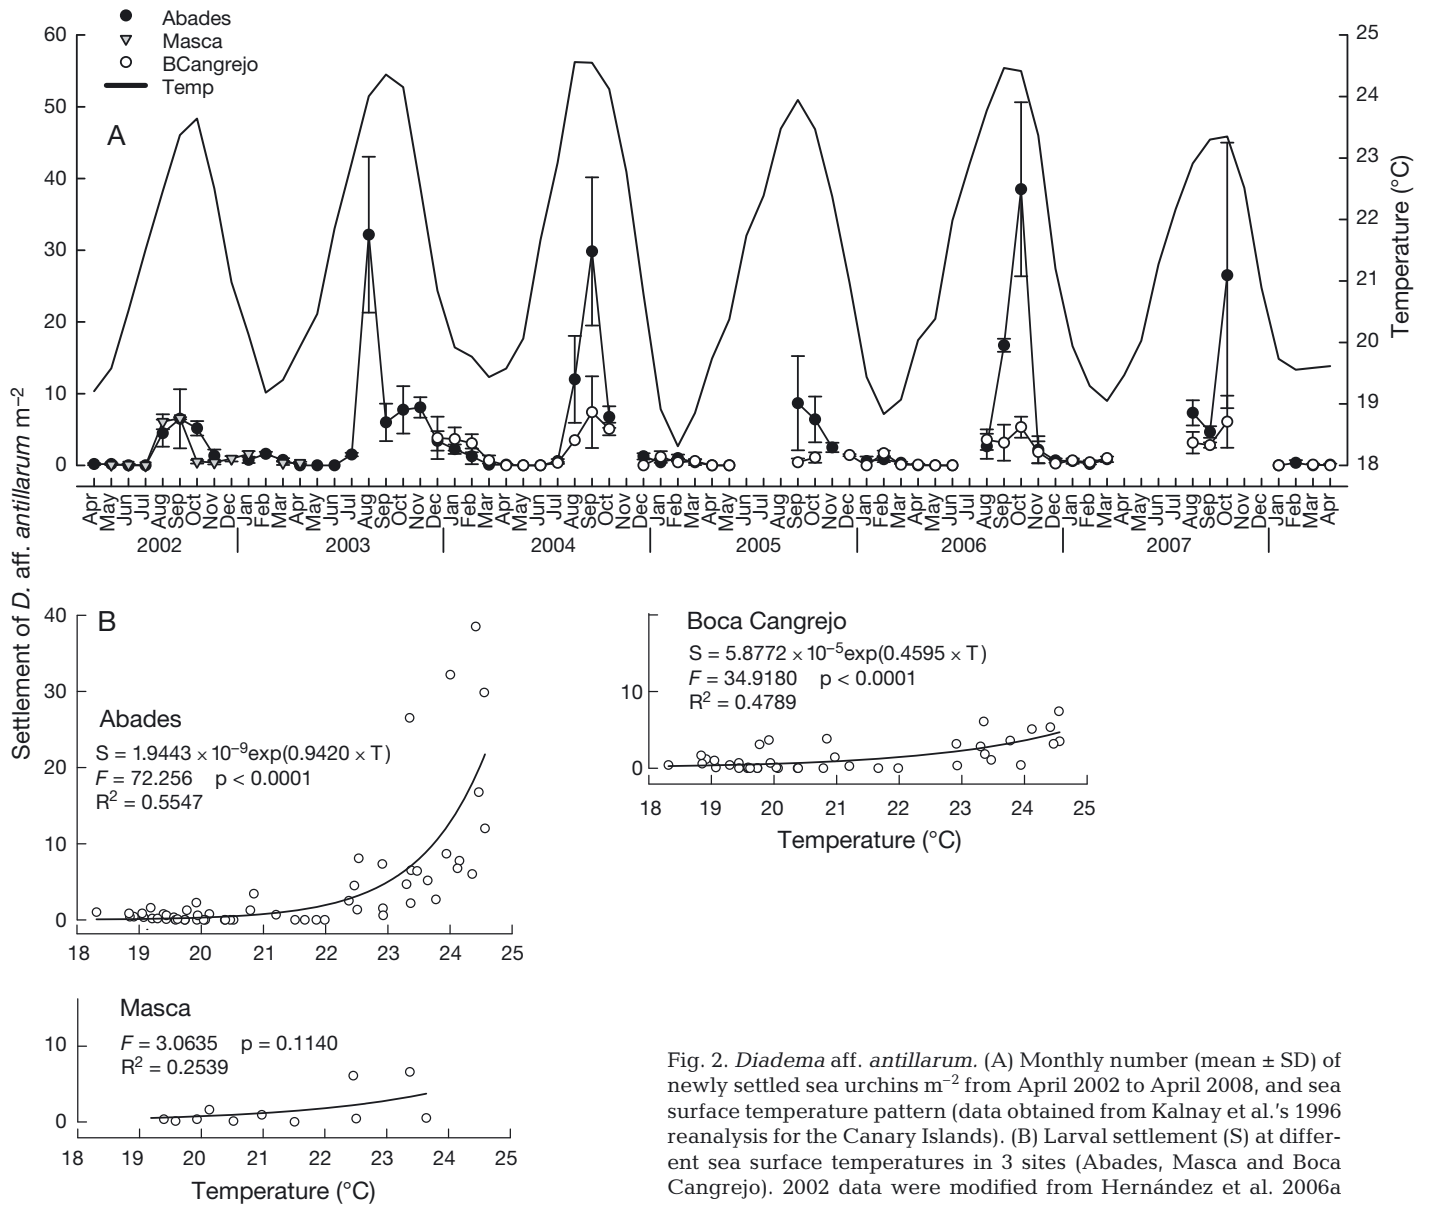 Abades
Masca
BCangrejo
Temp
A
60
50
40
30
20
10
0
25
24
23
22
21
20
19
18
Temperature (°C)
Settlement of D. aff. antillarum m–2
Apr May Jun Jul Aug Sep Oct Nov Dec Jan Feb Mar Apr May Jun Jul Aug Sep Oct Nov Dec Jan Feb Mar Apr May Jun Jul Aug Sep Oct Nov Dec Jan Feb Mar Apr May Jun Jul Aug Sep Oct Nov Dec Jan Feb Mar Apr May Jun Jul Aug Sep Oct Nov Dec Jan Feb Mar Apr May Jun Jul Aug Sep Oct Nov Dec Jan Feb Mar Apr
2002 2003 2004 2005 2006 2007
B
40
30
20
10
0
Abades
S = 1.9443 × 10–9exp(0.9420 × T)
F = 72.256 p < 0.0001
R2 = 0.5547
18 19 20 21 22 23 24 25
Boca Cangrejo
S = 5.8772 × 10–5exp(0.4595 × T)
F = 34.9180 p < 0.0001
R2 = 0.4789
10
0
18 19 20 21 22 23 24 25
Temperature (°C)
Masca
F = 3.0635 p = 0.1140
R2 = 0.2539
10
0
18 19 20 21 22 23 24 25
Temperature (°C)
Fig. 2. Diadema aff. antillarum. (A) Monthly number (mean ± SD) of
newly settled sea urchins m–2 from April 2002 to April 2008, and sea
surface temperature pattern (data obtained from Kalnay et al.'s 1996
reanalysis for the Canary Islands). (B) Larval settlement (S) at differ-
ent sea surface temperatures in 3 sites (Abades, Masca and Boca
Cangrejo). 2002 data were modified from Hernández et al. 2006a